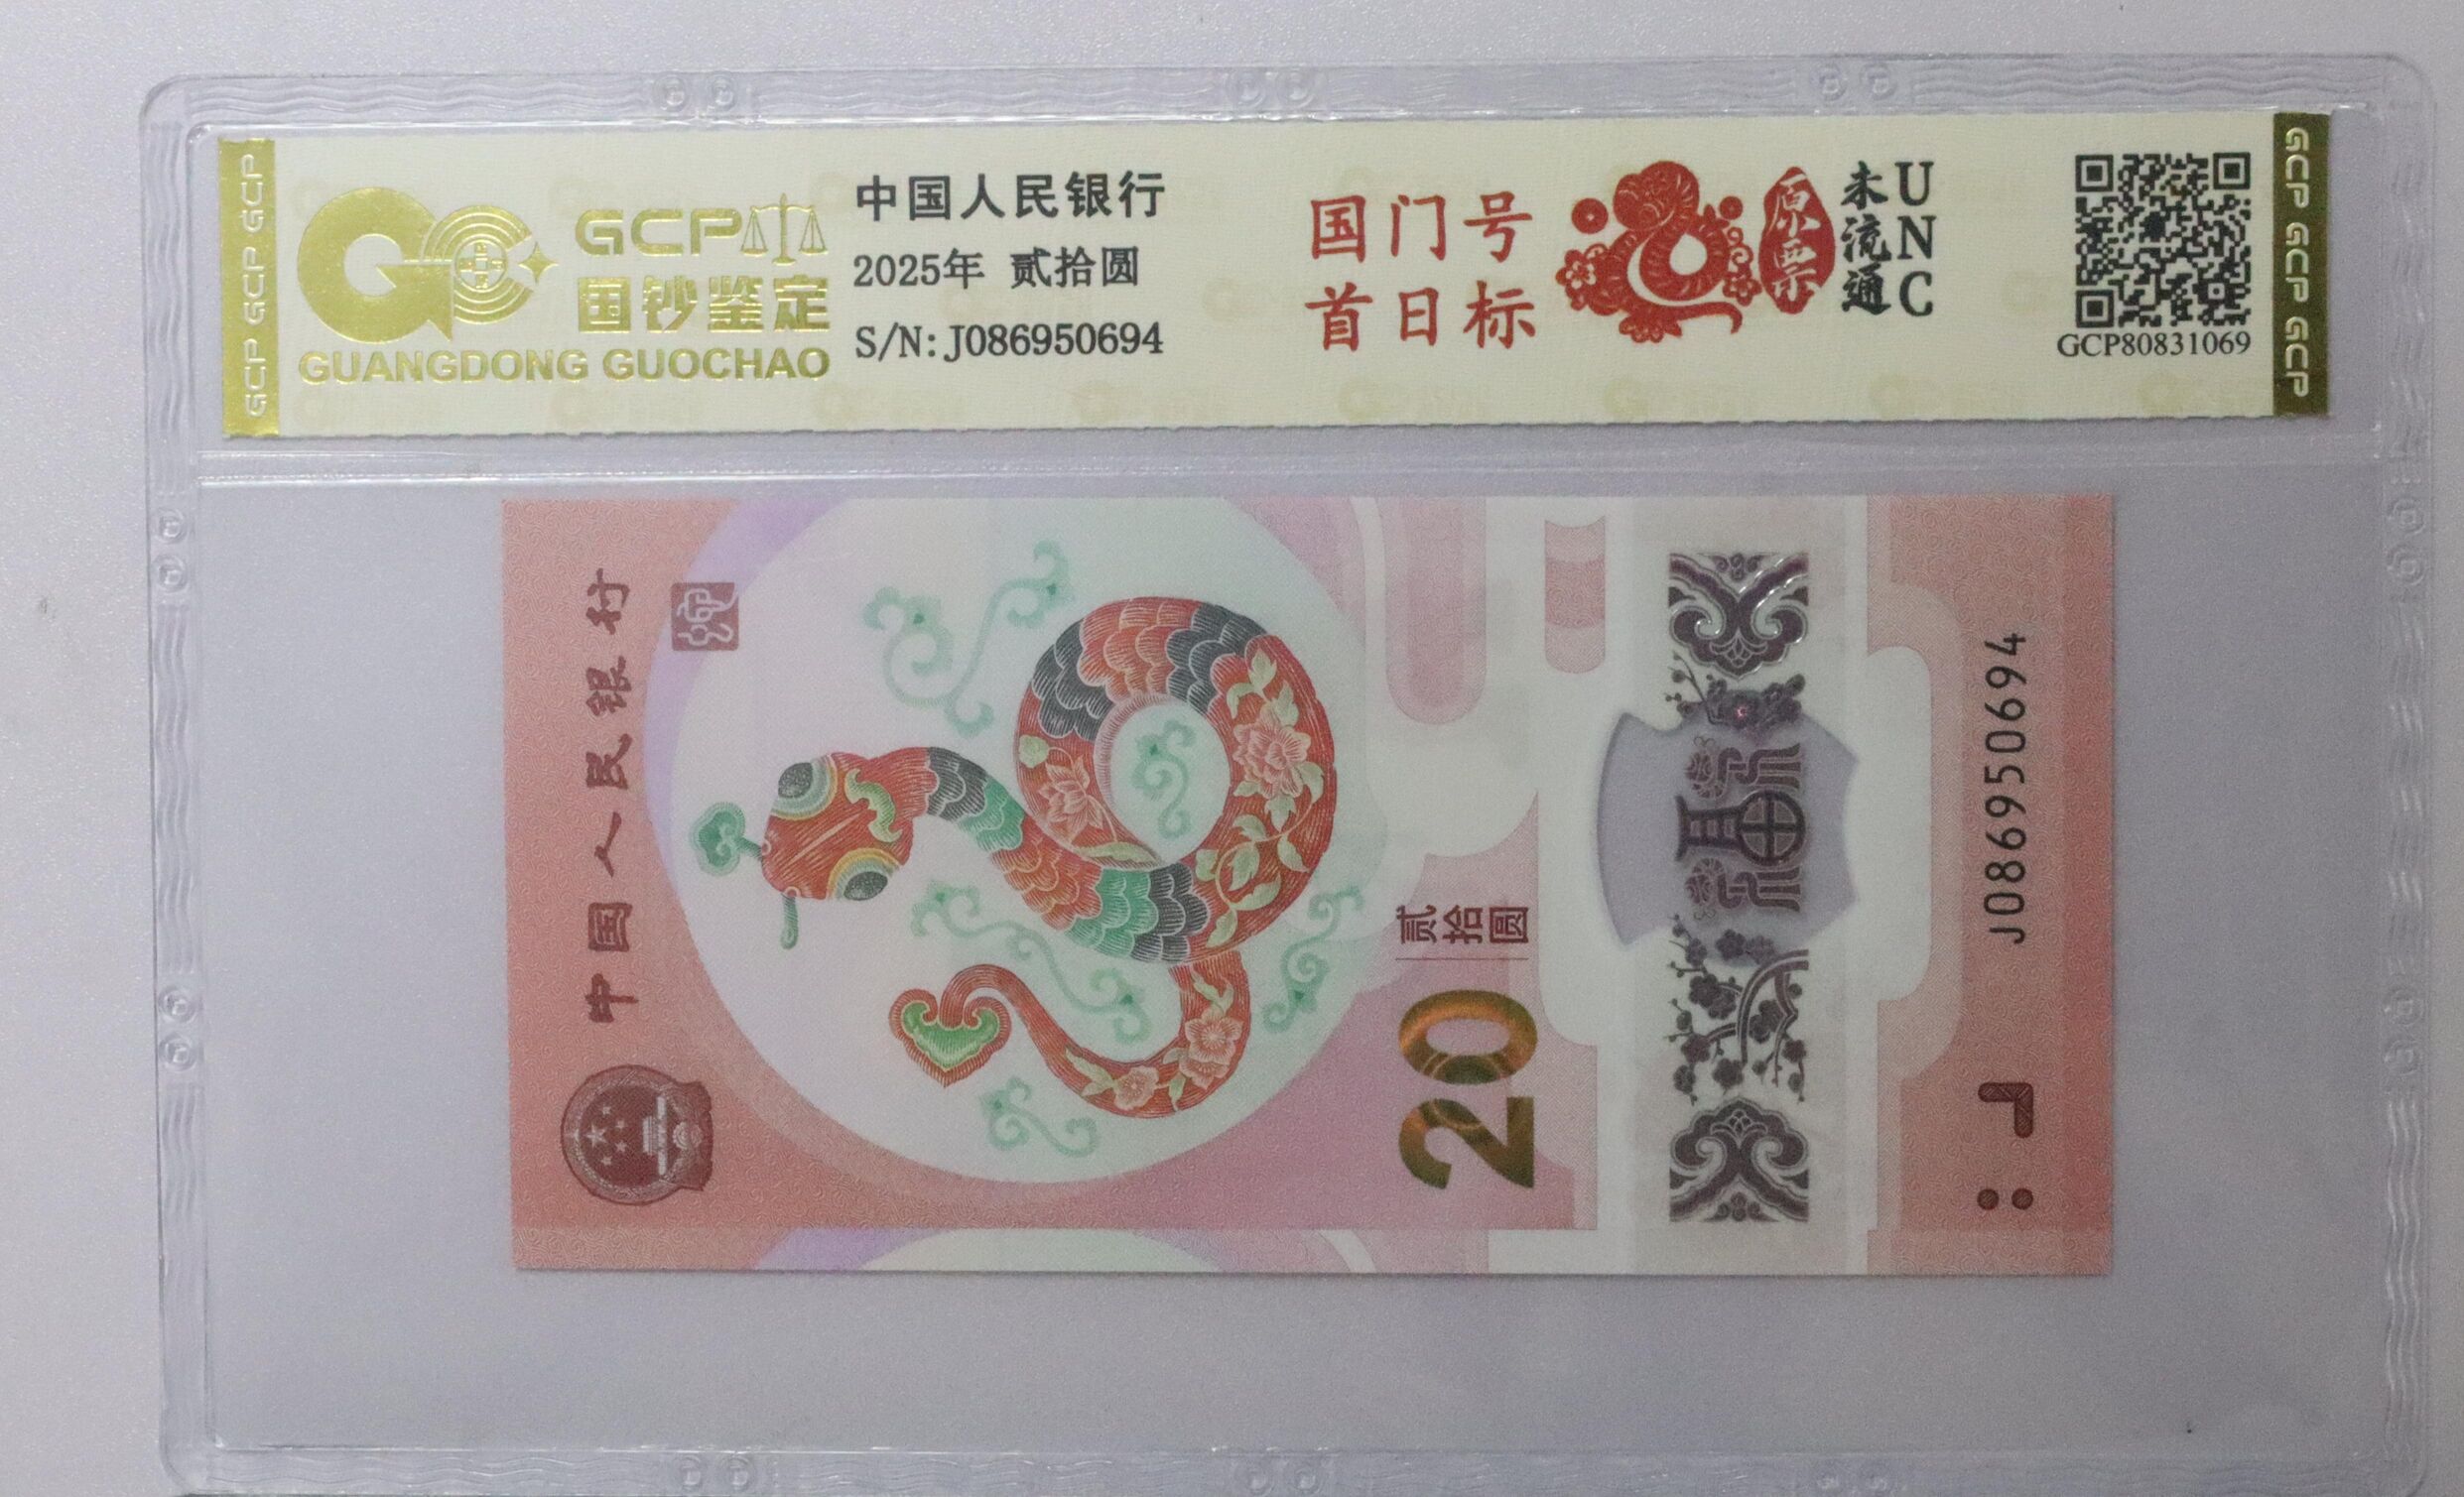 GCP GCP GCP
GCP
国钞鉴定
GUANGDONG GUOCHAO
中国人民银行
2025年 贰拾圆
S/N: J086950694
国门号
首日标
原票
未流通
UNC
GCP80831069
GCP GCP GCP
中国人民银行
贰拾圆
20
福
J086950694